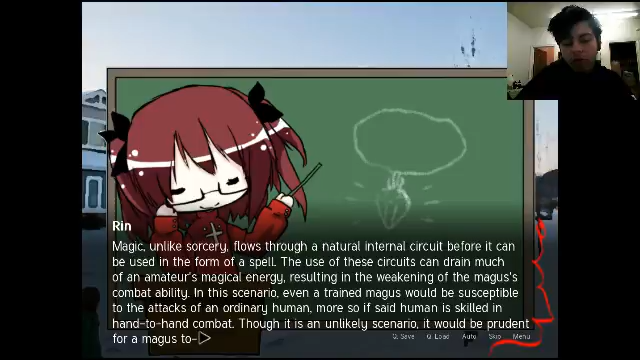 Rin
Magic, unlike sorcery, flows through a natural internal circuit before it can
be used in the form of a spell. The use of these circuits can drain much
of an amateur's magical energy, resulting in the weakening of the magus's
combat ability. In this scenario, even a trained magus would be susceptible
to the attacks of an ordinary human, more so if said human is skilled in
hand-to-hand combat. Though it is an unlikely scenario, it would be prudent
for a magus to-
Q. Save Q. Load Auto Skip Menu